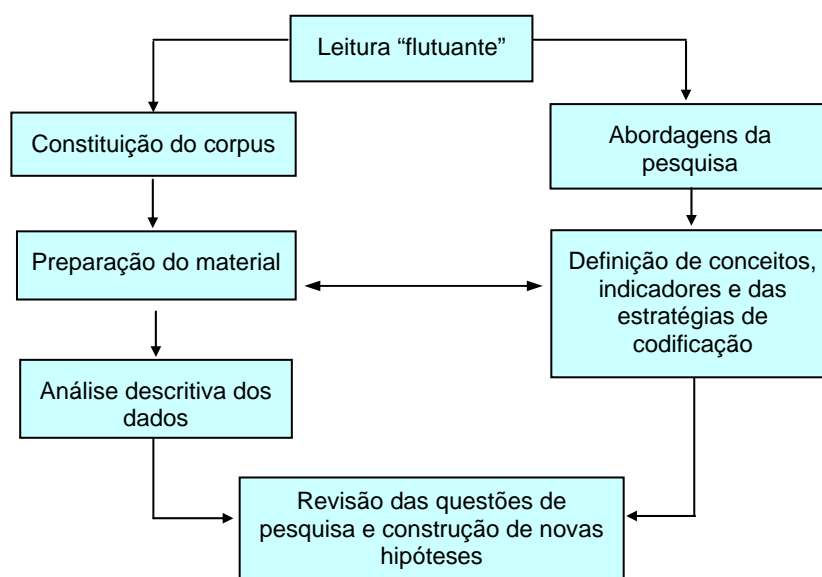 Leitura “flutuante”
Constituição do corpus
Abordagens da
pesquisa
Preparação do material
Definição de conceitos,
indicadores e das
estratégias de
codificação
Análise descritiva dos
dados
Revisão das questões de
pesquisa e construção de novas
hipóteses